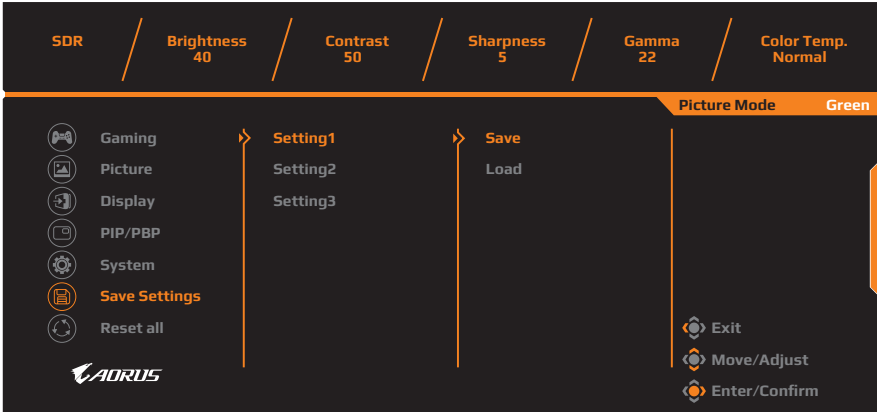 SDR
Brightness
40
Contrast
50
Sharpness
5
Gamma
22
Color Temp.
Normal
Picture Mode Green
Gaming
Picture
Display
PIP/PBP
System
Save Settings
Reset all
Setting1
Setting2
Setting3
Save
Load
Exit
Move/Adjust
Enter/Confirm
AORUS